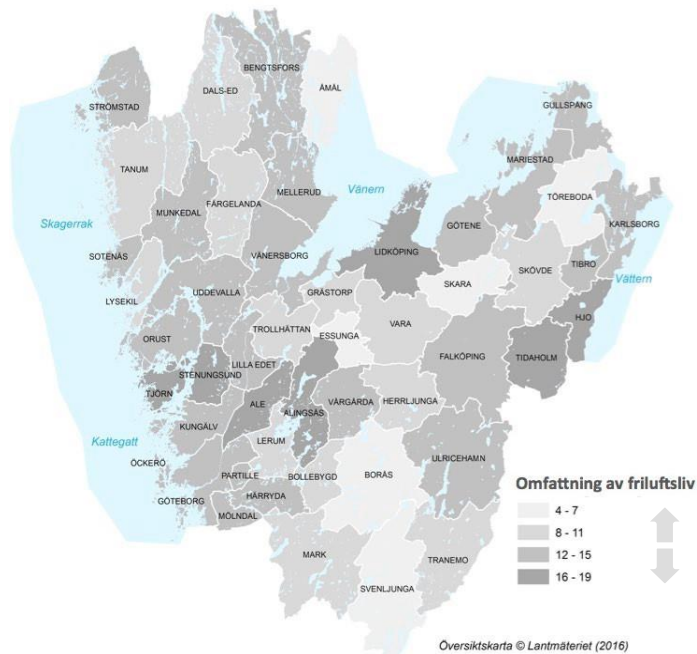 BENGTSFORS
ÅMÅL
DALS-ED
STRÖMSTAD
GULLSPÅNG
MARIESTAD
TANUM
FÄRGELANDA
MELLERUD
Vänern
TÖREBODA
MUNKEDAL
KARLSBORG
Skagerrak
GÖTENE
LIDKÖPING
SOTENÄS
VÄNERSBORG
TIBRO
SKÖVDE
Vättern
SKARA
LYSEKIL
UDDEVALLA
GRÄSTORP
HJO
TROLLHÄTTAN
VARA
ESSUNGA
ORUST
FALKÖPING
TIDAHOLM
LILLA EDET
STENUNGSUND
TJÖRN
ALE
VÅRGÅRDA
HERRLJUNGA
ALINGSÅS
KUNGÄLV
Kattegatt
LERUM
ULRICEHAMN
ÖCKERÖ
BORÅS
PARTILLE
BOLLEBYGD
GÖTEBORG
HÄRRYDA
MÖLNDAL
MARK
TRANEMO
SVENLJUNGA
Omfattning av friluftsliv
4 - 7
8 - 11
12 - 15
16 - 19
Översiktskarta © Lantmäteriet (2016)